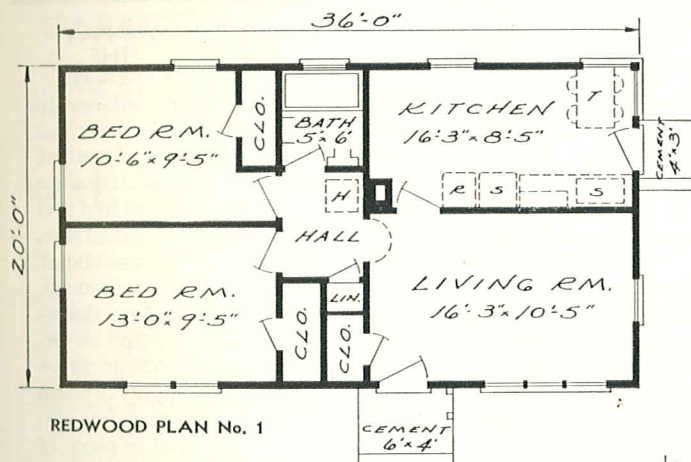 36'-0"
20'-0"
BED RM.
10'-6" x 9'-5"
CLO.
BATH
5' x 6'
KITCHEN
16'-3" x 8'-5"
T
CEMENT
4' x 3'
H
R
S
S
HALL
BED RM.
13'-0" x 9'-5"
CLO.
LIN.
CLO.
LIVING RM.
16'-3" x 10'-5"
CEMENT
6' x 4'
REDWOOD PLAN No. 1